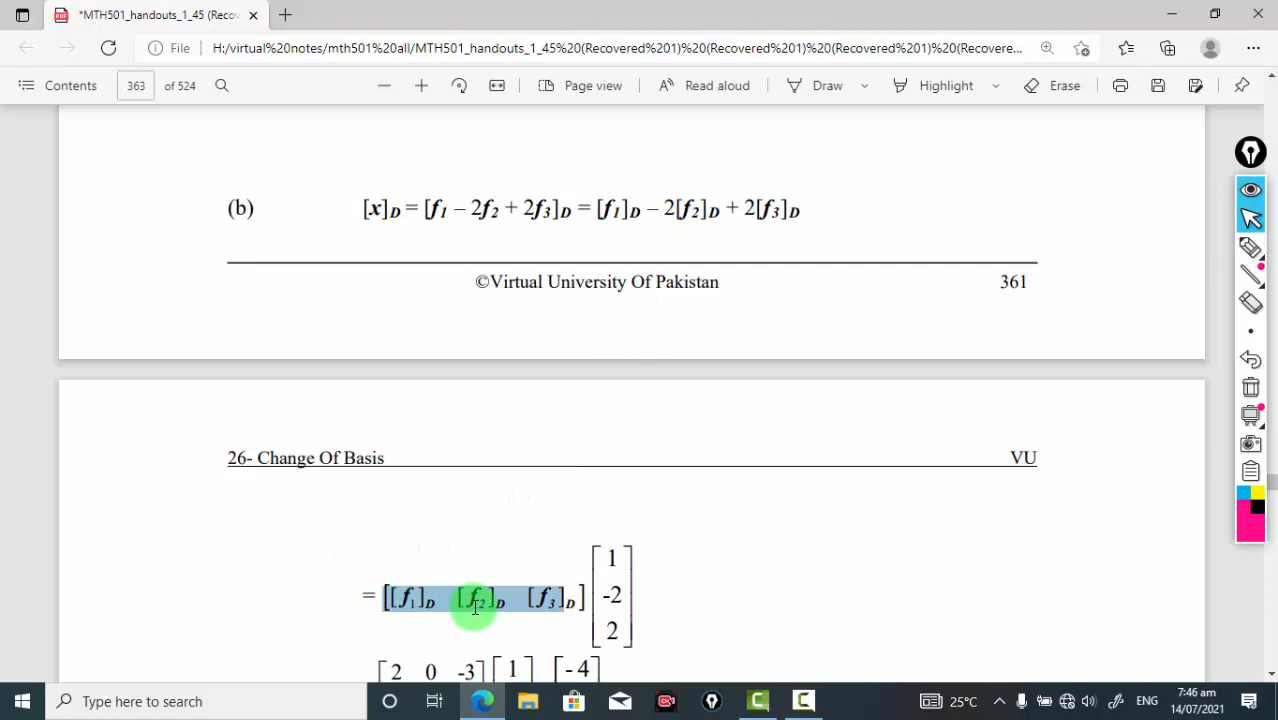 *MTH501_handouts_1_45 (Recov
File H:/virtual%20notes/mth501%20all/MTH501_handouts_1_45%20(Recovered%201)%20(Recovered%201)%20(Recovered%201)%20(Recovere...
Contents 363 of 524 Page view Read aloud Draw Highlight Erase
(b) [x]D = [f1 – 2f2 + 2f3]D = [f1]D – 2[f2]D + 2[f3]D
©Virtual University Of Pakistan 361
26- Change Of Basis VU
1
= [[f1]D [f2]D [f3]D] -2
2
2 0 -3 1 - 4
Type here to search 25°C ENG 7:46 am
14/07/2021